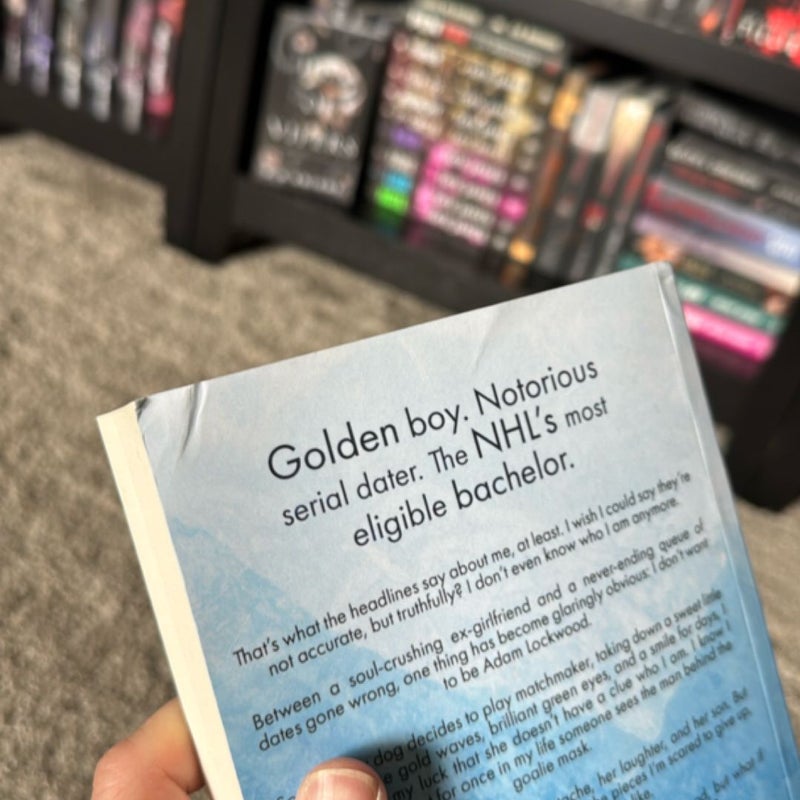 Golden boy. Notorious
serial dater. The NHL's most
eligible bachelor.
That's what the headlines say about me, at least. I wish I could say they're
not accurate, but truthfully? I don't even know who I am anymore.
Between a soul-crushing ex-girlfriend and a never-ending queue of
dates gone wrong, one thing has become glaringly obvious: I don't want
to be Adam Lockwood.
dog decides to play matchmaker, taking down a sweet little
gold waves, brilliant green eyes, and a smile for days, I
my luck that she doesn't have a clue who I am. I know I
for once in my life someone sees the man behind the
goalie mask.
her laughter, and her son. But
pieces I'm scared to give up.
but what if